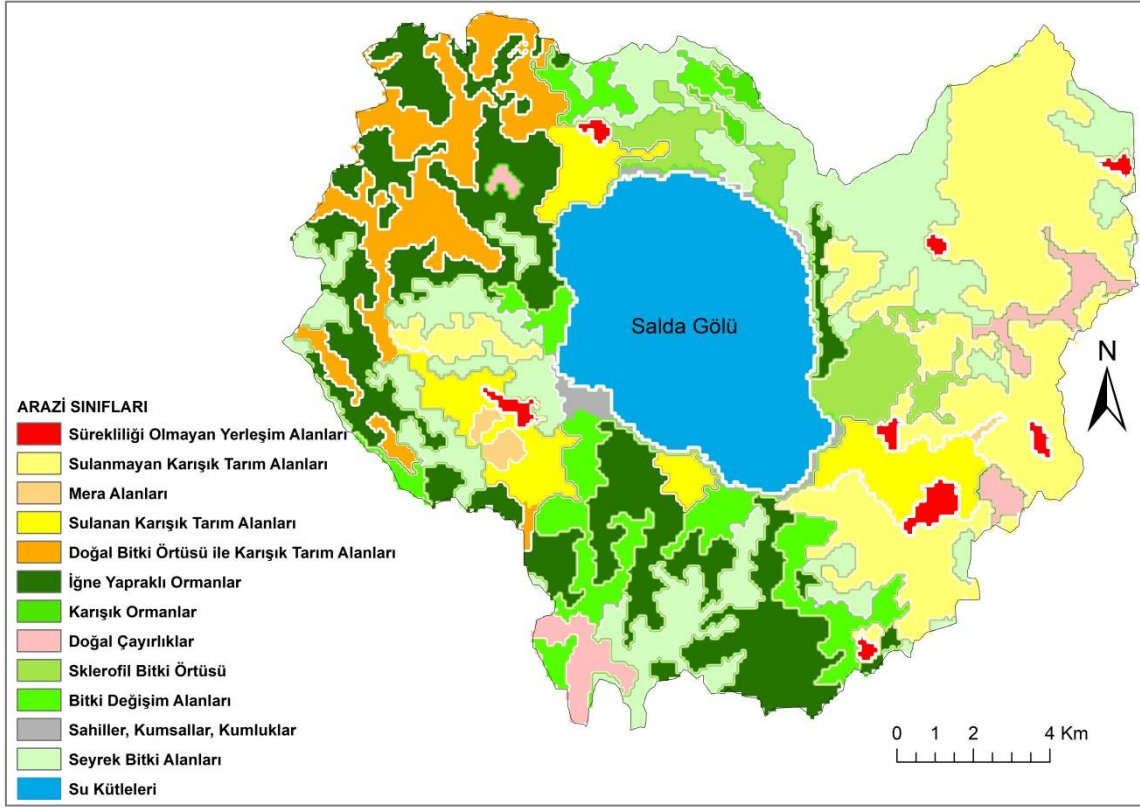 Salda Gölü
N
ARAZİ SINIFLARI
Sürekliliği Olmayan Yerleşim Alanları
Sulanmayan Karışık Tarım Alanları
Mera Alanları
Sulanan Karışık Tarım Alanları
Doğal Bitki Örtüsü ile Karışık Tarım Alanları
İğne Yapraklı Ormanlar
Karışık Ormanlar
Doğal Çayırlıklar
Sklerofil Bitki Örtüsü
Bitki Değişim Alanları
Sahiller, Kumsallar, Kumluklar
Seyrek Bitki Alanları
Su Kütleleri
0 1 2 4 Km